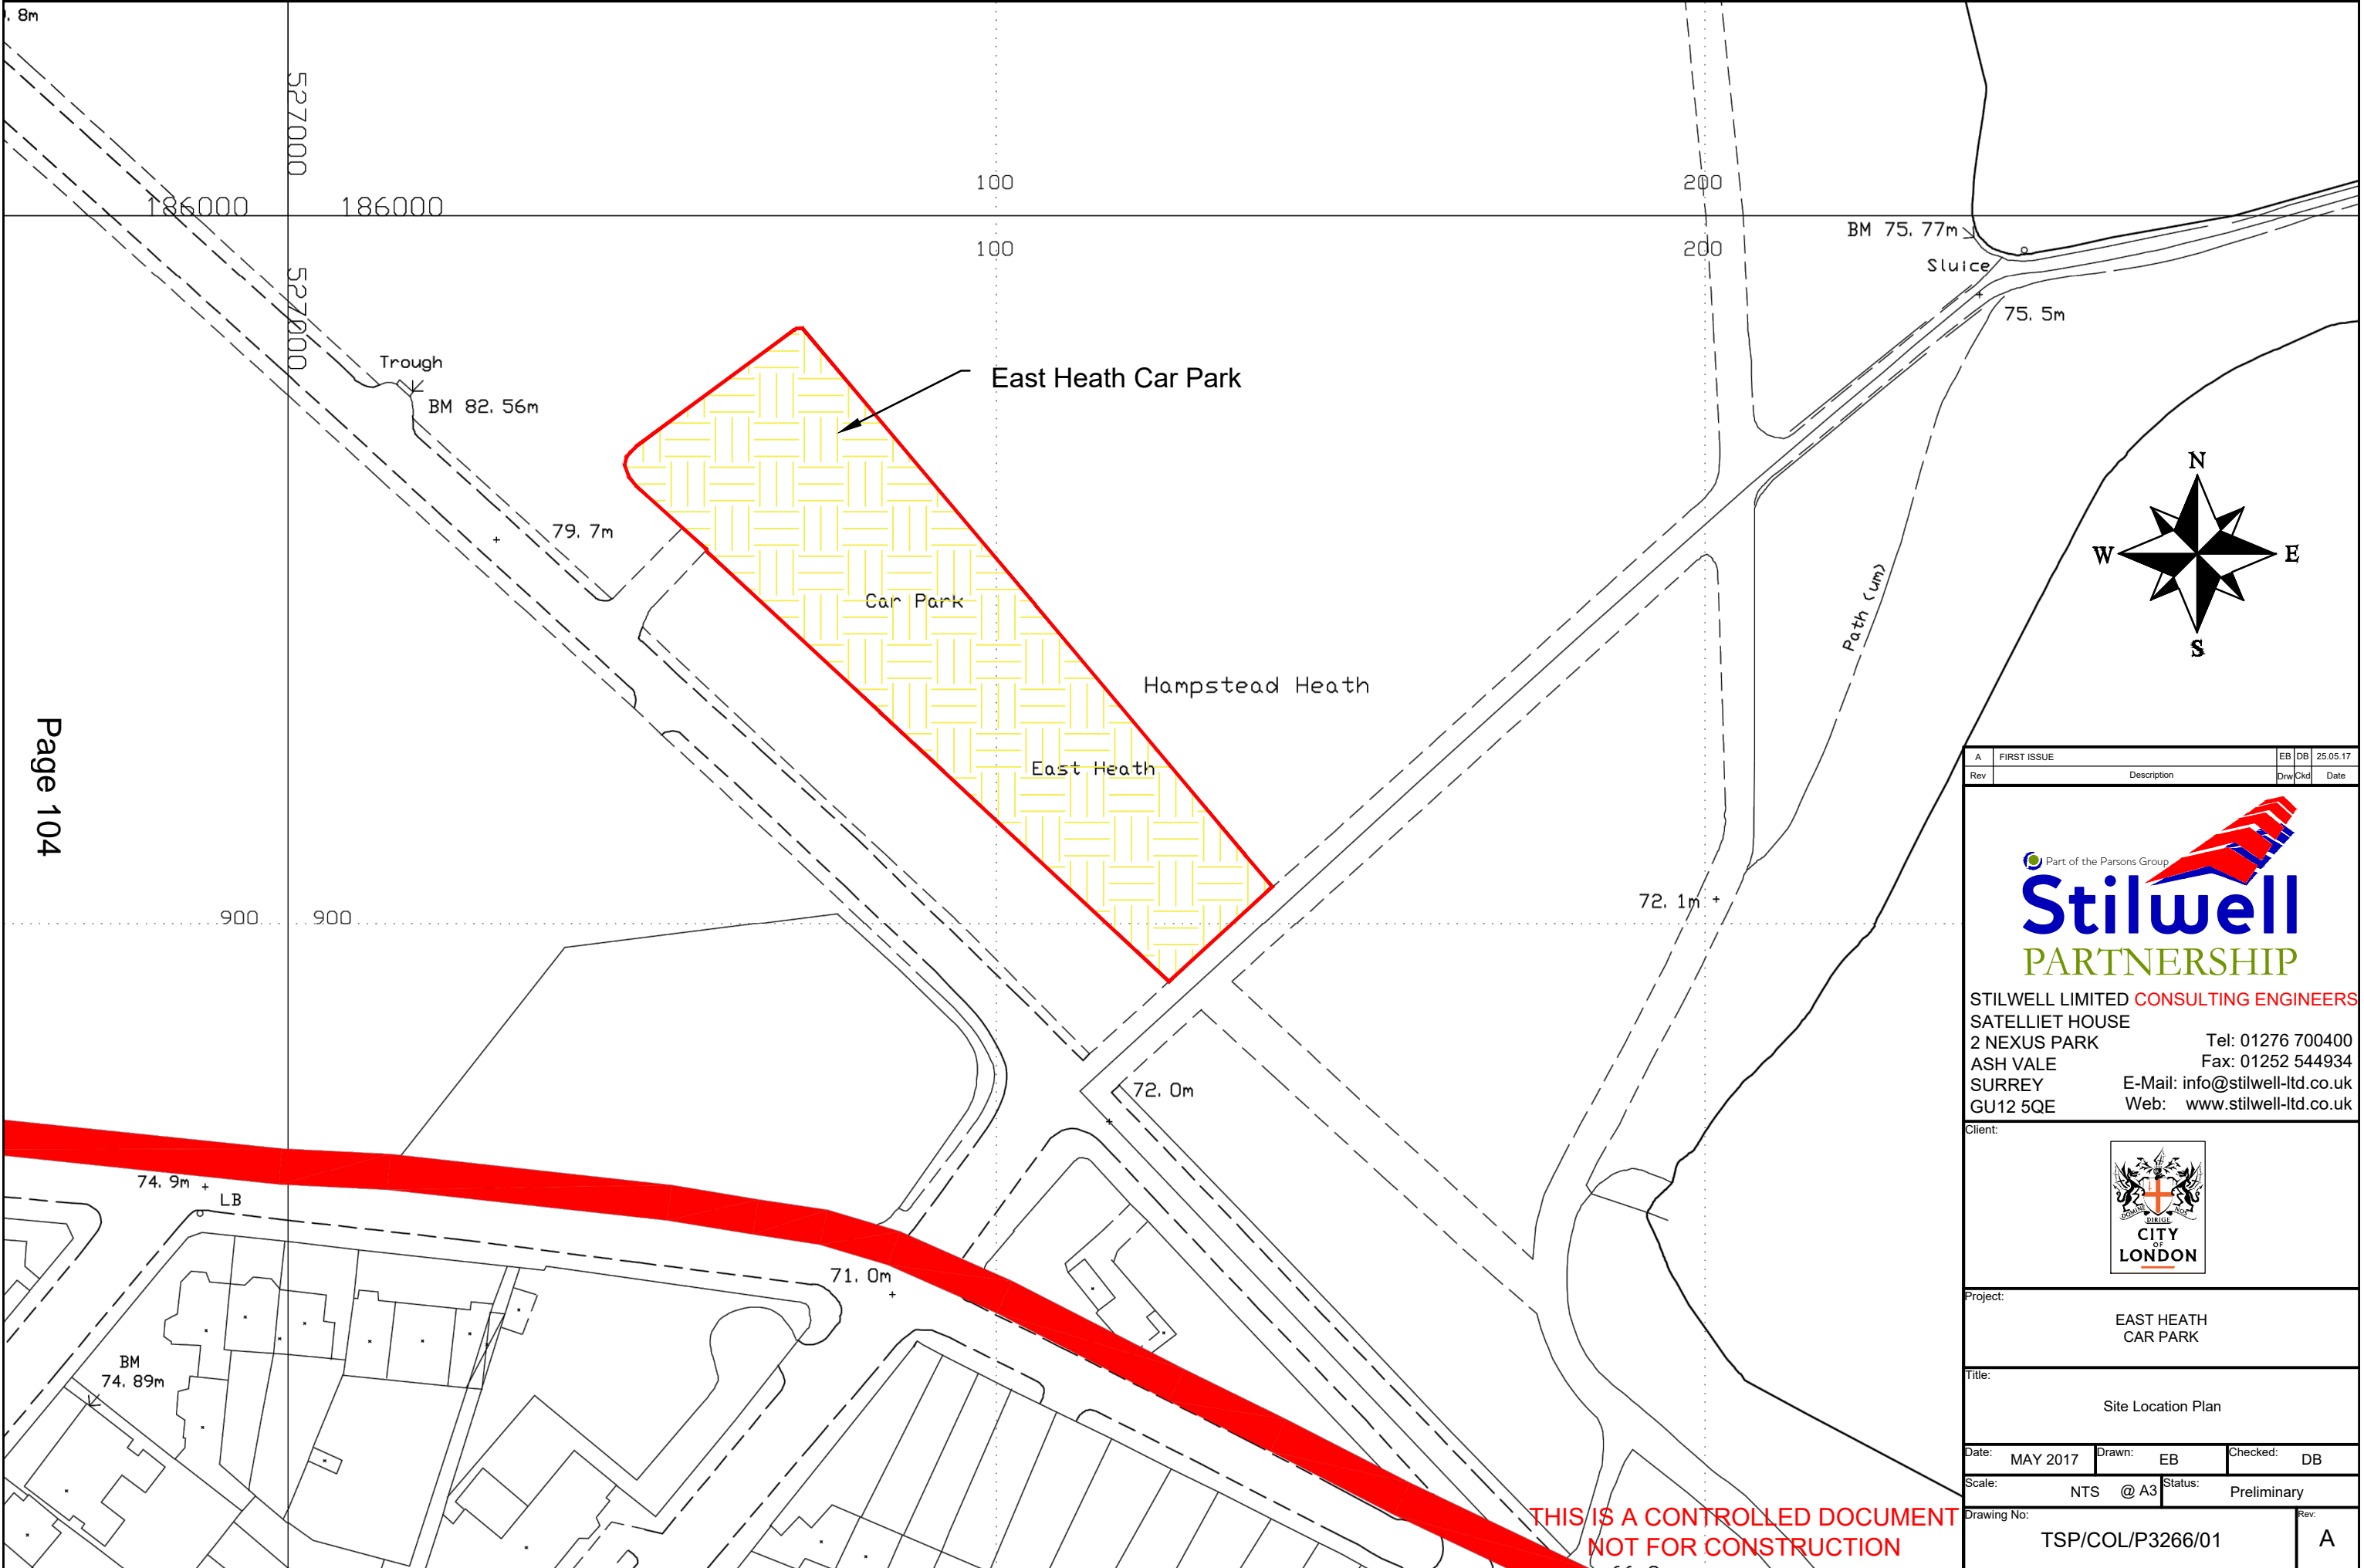 . 8m
527000
100
200
186000
186000
100
200
527000
BM 75. 77m
Sluice
75. 5m
Trough
BM 82. 56m
East Heath Car Park
79. 7m
Car Park
Hampstead Heath
East Heath
Path (um)
N
W
E
S
Page 104
900
900
72. 1m
72. 0m
74. 9m
LB
71. 0m
BM
74. 89m
THIS IS A CONTROLLED DOCUMENT
NOT FOR CONSTRUCTION
A FIRST ISSUE EB DB 25.05.17
Rev Description Drw Ckd Date
Part of the Parsons Group
Stilwell
PARTNERSHIP
STILWELL LIMITED CONSULTING ENGINEERS
SATELLIET HOUSE
2 NEXUS PARK Tel: 01276 700400
ASH VALE Fax: 01252 544934
SURREY E-Mail: info@stilwell-ltd.co.uk
GU12 5QE Web: www.stilwell-ltd.co.uk
Client:
DOMINE DIRIGE NOS
CITY
OF
LONDON
Project:
EAST HEATH
CAR PARK
Title:
Site Location Plan
Date: MAY 2017 Drawn: EB Checked: DB
Scale: NTS @ A3 Status: Preliminary
Drawing No: Rev:
TSP/COL/P3266/01 A